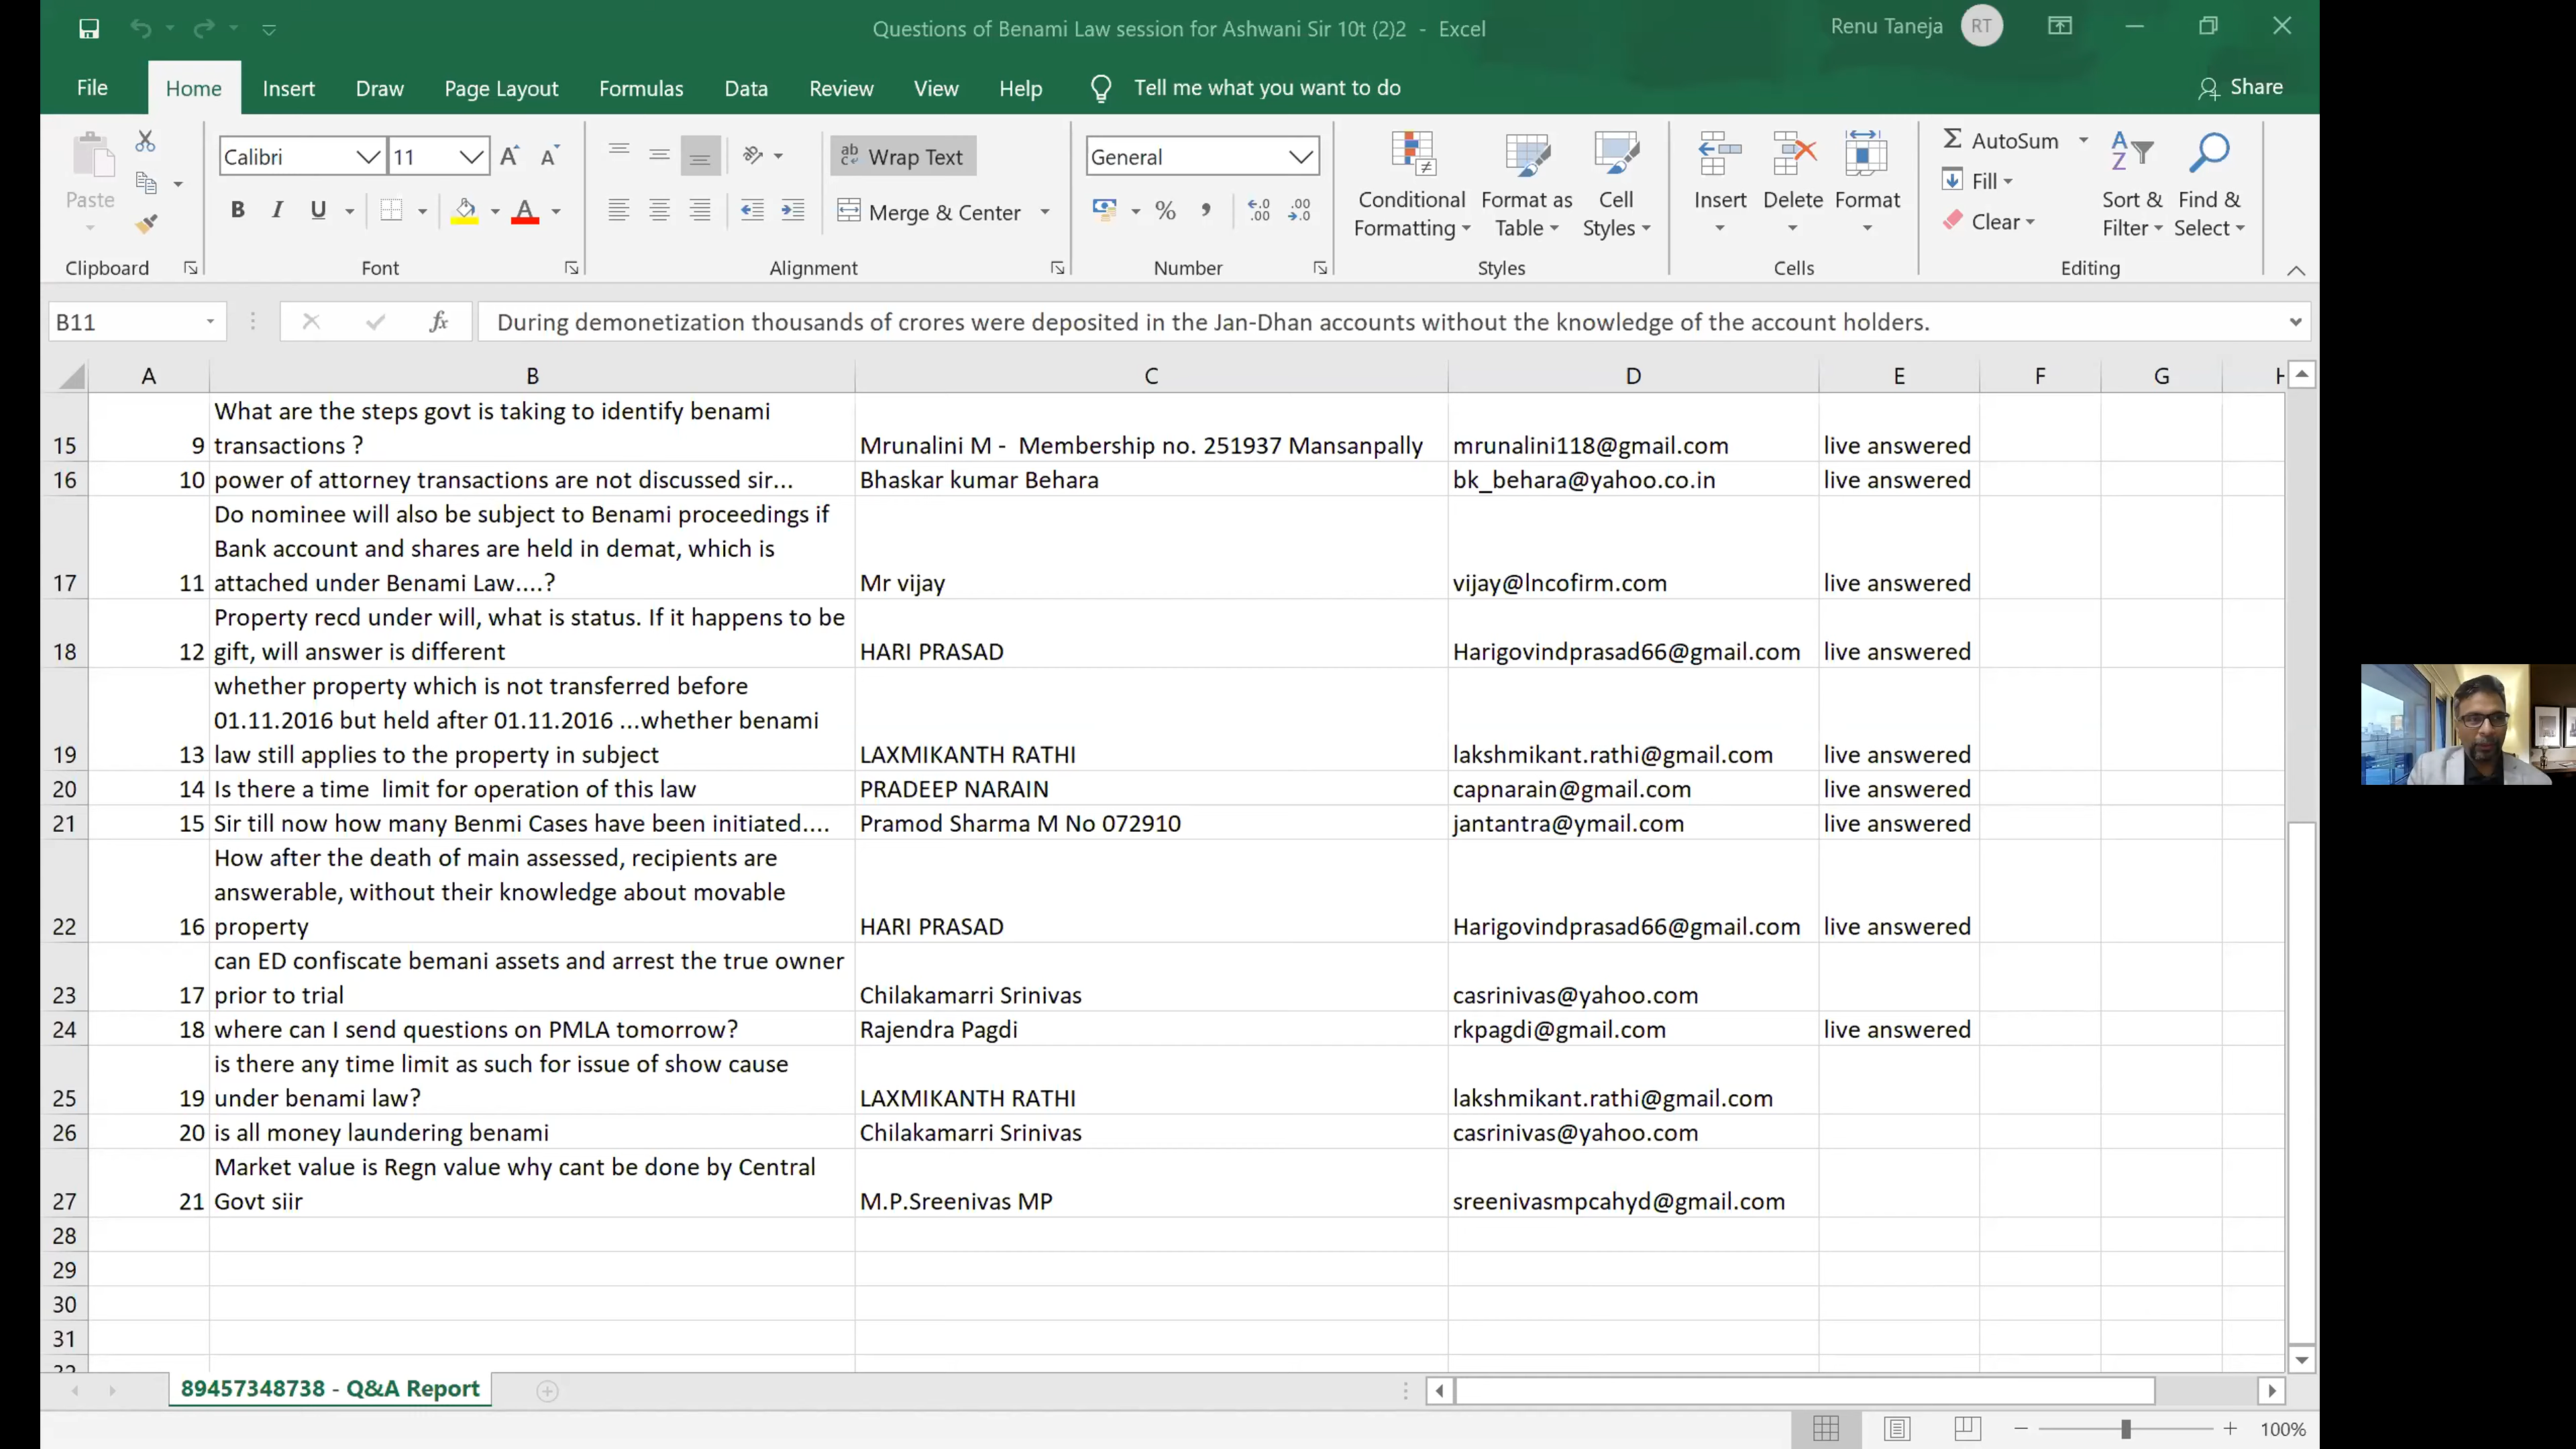 Questions of Benami Law session for Ashwani Sir 10t (2)2 - Excel
Renu Taneja RT
File Home Insert Draw Page Layout Formulas Data Review View Help Tell me what you want to do Share
Paste
Clipboard
Calibri 11
B I U
Font
Wrap Text
Merge & Center
Alignment
General
Number
Conditional Formatting
Format as Table
Cell Styles
Styles
Insert Delete Format
Cells
AutoSum
Fill
Clear
Sort & Filter
Find & Select
Editing
B11 fx During demonetization thousands of crores were deposited in the Jan-Dhan accounts without the knowledge of the account holders.
A B C D E F G H
What are the steps govt is taking to identify benami
15 9 transactions ? Mrunalini M - Membership no. 251937 Mansanpally mrunalini118@gmail.com live answered
16 10 power of attorney transactions are not discussed sir... Bhaskar kumar Behara bk_behara@yahoo.co.in live answered
Do nominee will also be subject to Benami proceedings if
Bank account and shares are held in demat, which is
17 11 attached under Benami Law....? Mr vijay vijay@lncofirm.com live answered
Property recd under will, what is status. If it happens to be
18 12 gift, will answer is different HARI PRASAD Harigovindprasad66@gmail.com live answered
whether property which is not transferred before
01.11.2016 but held after 01.11.2016 ...whether benami
19 13 law still applies to the property in subject LAXMIKANTH RATHI lakshmikant.rathi@gmail.com live answered
20 14 Is there a time limit for operation of this law PRADEEP NARAIN capnarain@gmail.com live answered
21 15 Sir till now how many Benmi Cases have been initiated.... Pramod Sharma M No 072910 jantantra@ymail.com live answered
How after the death of main assessed, recipients are
answerable, without their knowledge about movable
22 16 property HARI PRASAD Harigovindprasad66@gmail.com live answered
can ED confiscate bemani assets and arrest the true owner
23 17 prior to trial Chilakamarri Srinivas casrinivas@yahoo.com
24 18 where can I send questions on PMLA tomorrow? Rajendra Pagdi rkpagdi@gmail.com live answered
is there any time limit as such for issue of show cause
25 19 under benami law? LAXMIKANTH RATHI lakshmikant.rathi@gmail.com
26 20 is all money laundering benami Chilakamarri Srinivas casrinivas@yahoo.com
Market value is Regn value why cant be done by Central
27 21 Govt siir M.P.Sreenivas MP sreenivasmpcahyd@gmail.com
28
29
30
31
32
89457348738 - Q&A Report
100%